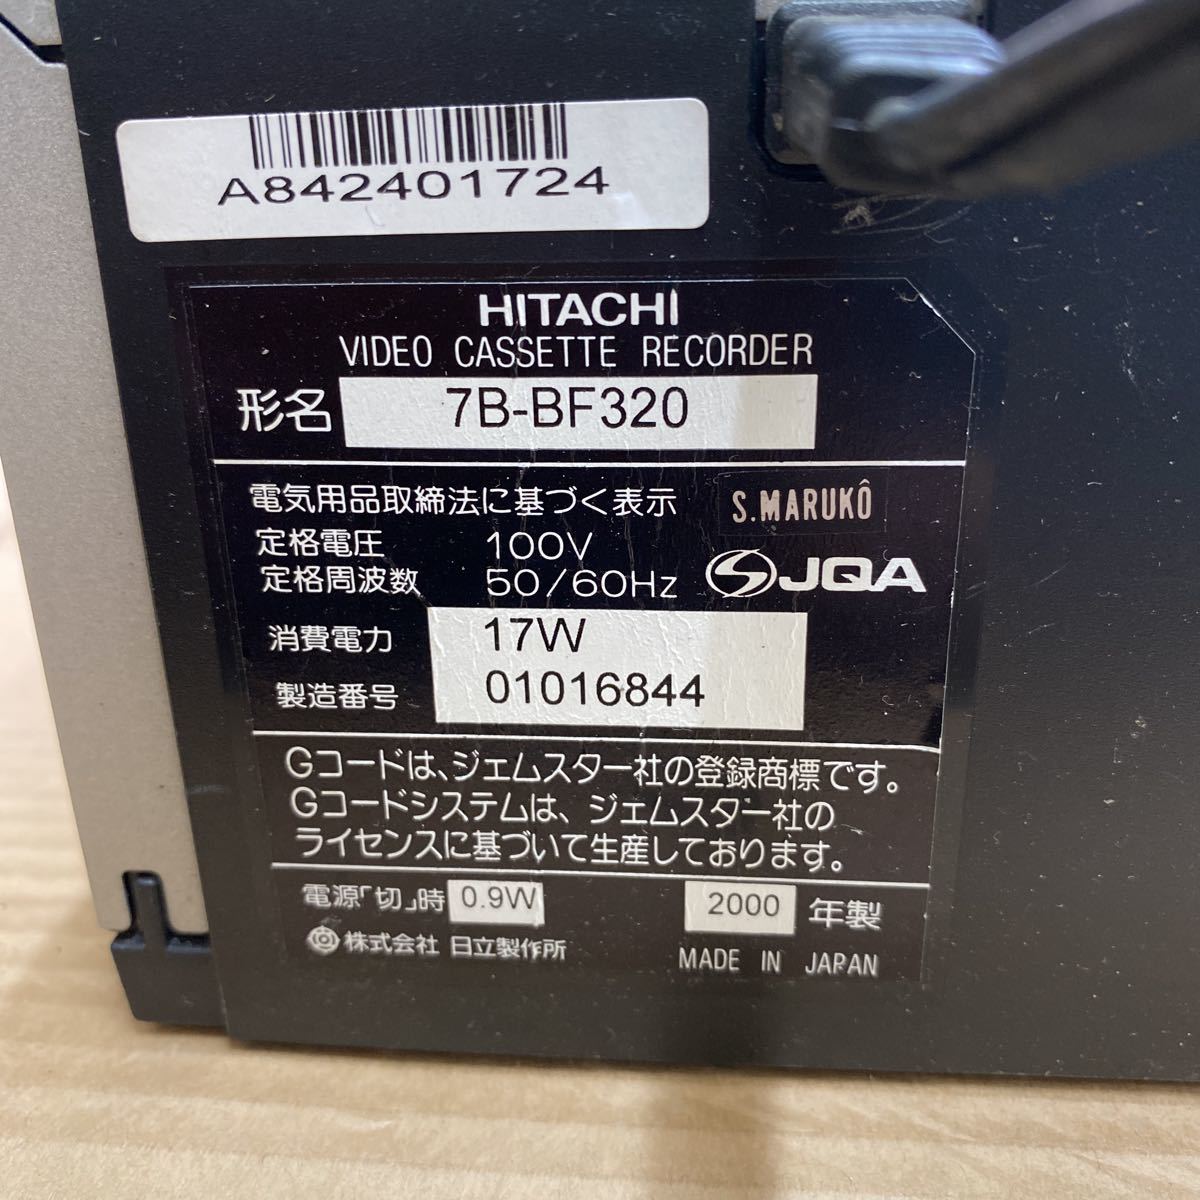 A842401724
HITACHI
VIDEO CASSETTE RECORDER
形名 7B-BF320
電気用品取締法に基づく表示 S.MARUKÔ
定格電圧 100V
定格周波数 50/60Hz JQA
消費電力 17W
製造番号 01016844
Gコードは、ジェムスター社の登録商標です。
Gコードシステムは、ジェムスター社の
ライセンスに基づいて生産しております。
電源「切」時 0.9W 2000 年製
株式会社 日立製作所 MADE IN JAPAN